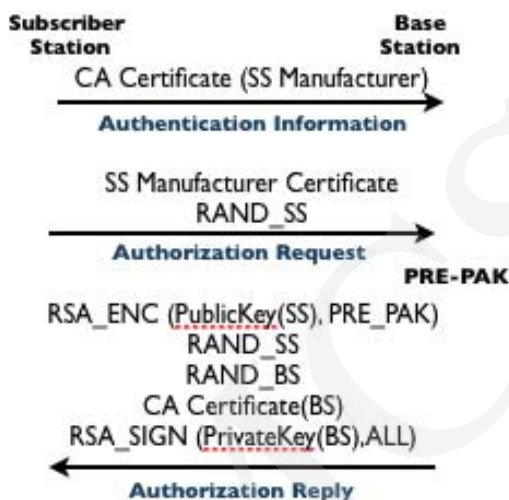 Subscriber Station
Base Station
CA Certificate (SS Manufacturer)
Authentication Information
SS Manufacturer Certificate
RAND_SS
Authorization Request
PRE-PAK
RSA_ENC (PublicKey(SS), PRE_PAK)
RAND_SS
RAND_BS
CA Certificate(BS)
RSA_SIGN (PrivateKey(BS),ALL)
Authorization Reply